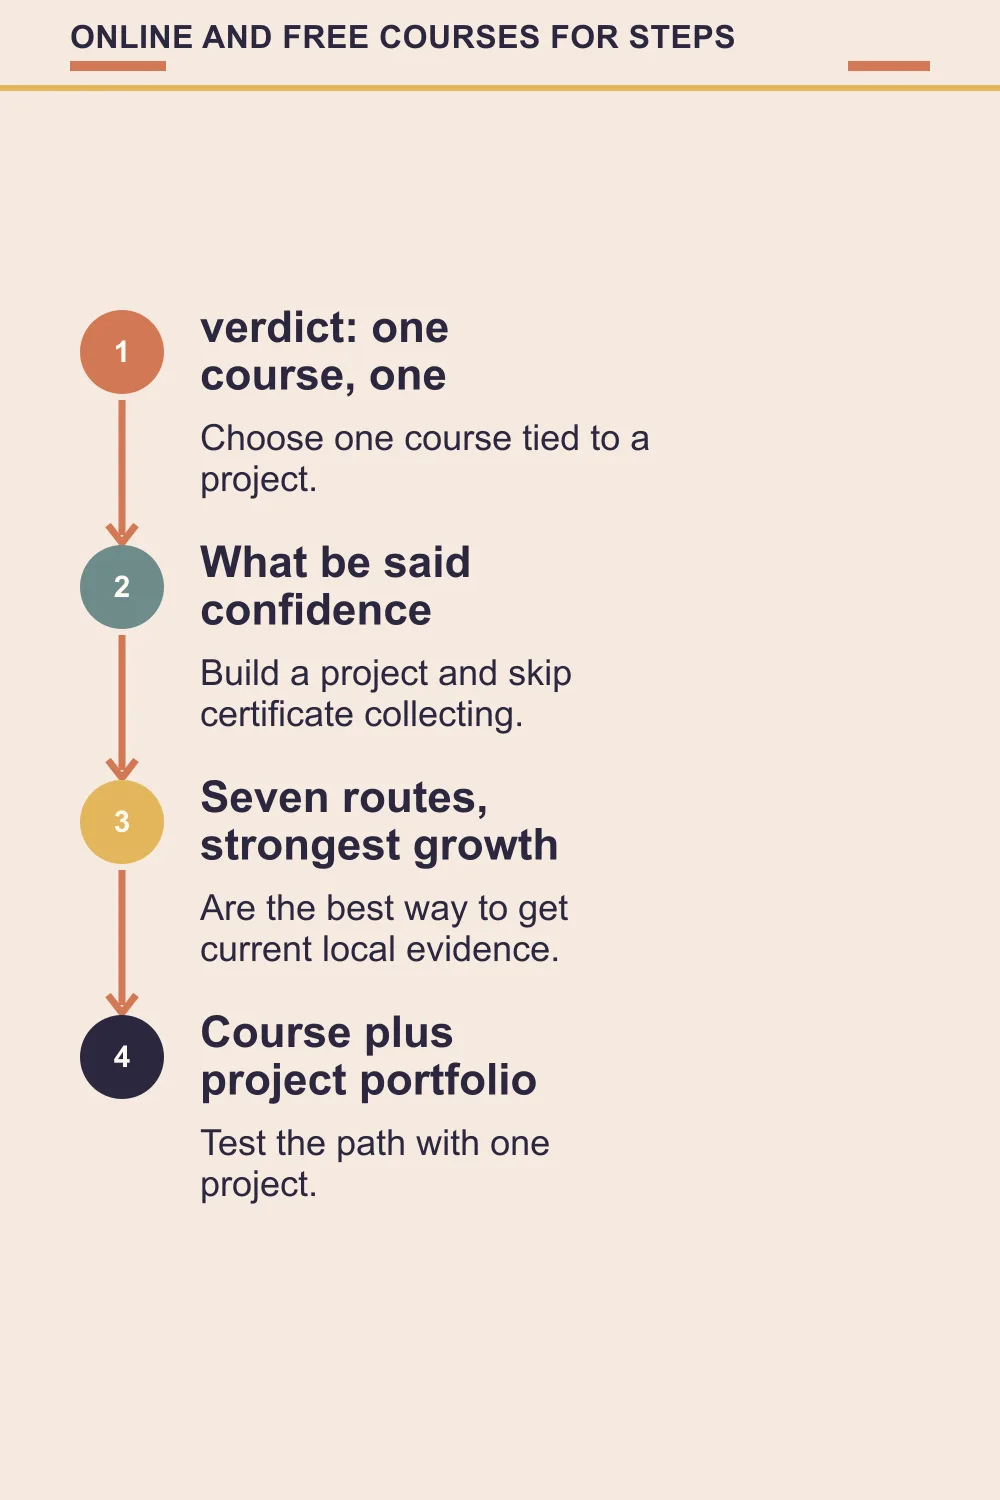 ONLINE AND FREE COURSES FOR STEPS
1
verdict: one
course, one
Choose one course tied to a
project.
2
What be said
confidence
Build a project and skip
certificate collecting.
3
Seven routes,
strongest growth
Are the best way to get
current local evidence.
4
Course plus
project portfolio
Test the path with one
project.